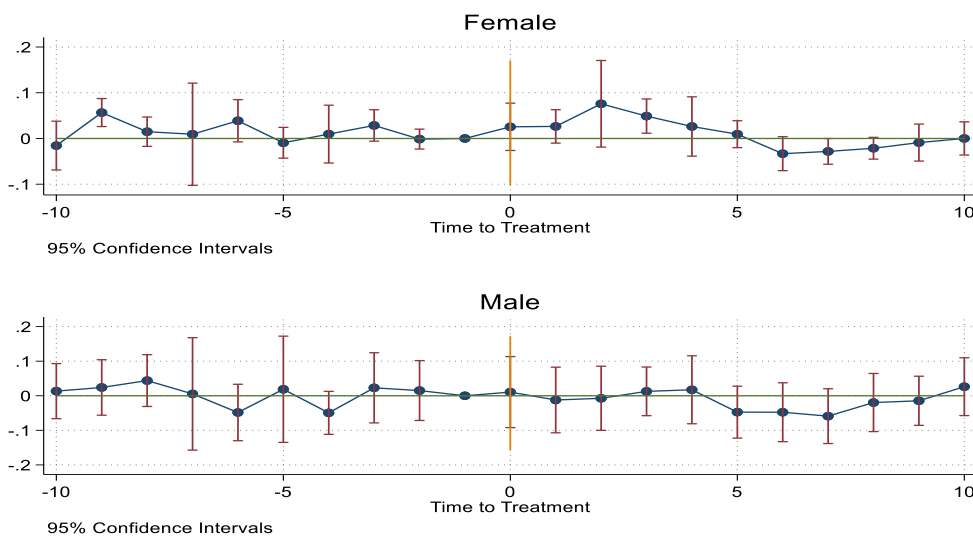 Female
.2
.1
0
-.1
-10 -5 0 5 10
Time to Treatment
95% Confidence Intervals
Male
.2
.1
0
-.1
-.2
-10 -5 0 5 10
Time to Treatment
95% Confidence Intervals